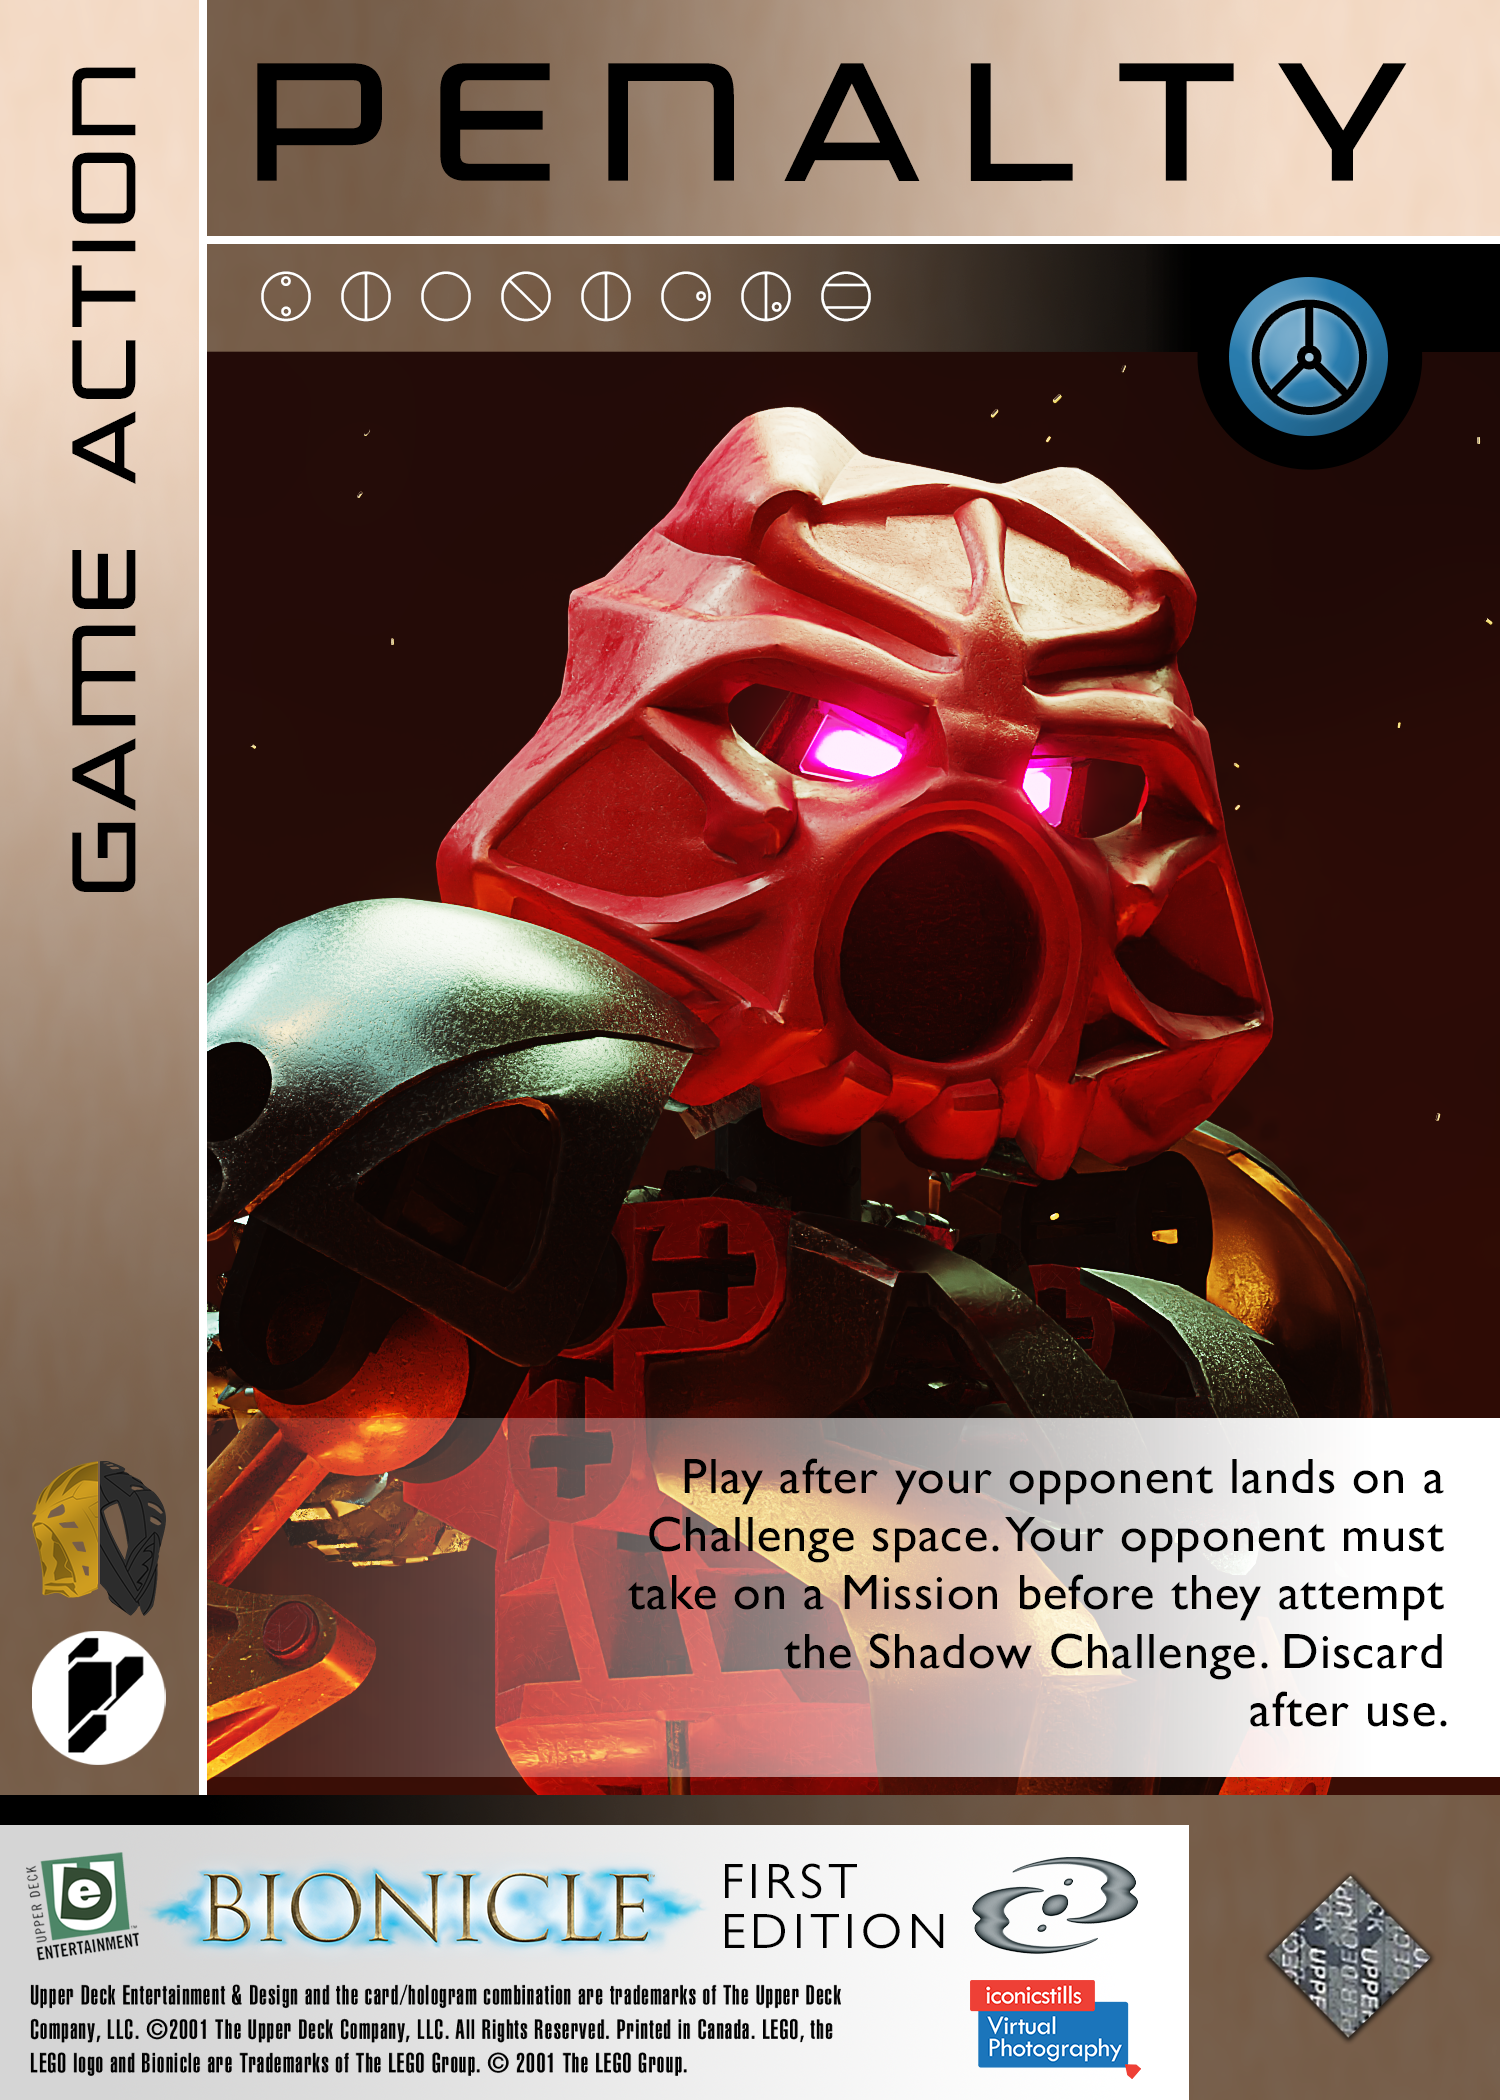 PENALTY
GAME ACTION
Play after your opponent lands on a
Challenge space. Your opponent must
take on a Mission before they attempt
the Shadow Challenge. Discard
after use.
UPPER DECK
e
ENTERTAINMENT
BIONICLE
FIRST
EDITION
Upper Deck Entertainment & Design and the card/hologram combination are trademarks of The Upper Deck
Company, LLC. ©2001 The Upper Deck Company, LLC. All Rights Reserved. Printed in Canada. LEGO, the
LEGO logo and Bionicle are Trademarks of The LEGO Group. © 2001 The LEGO Group.
iconicstills
Virtual
Photography